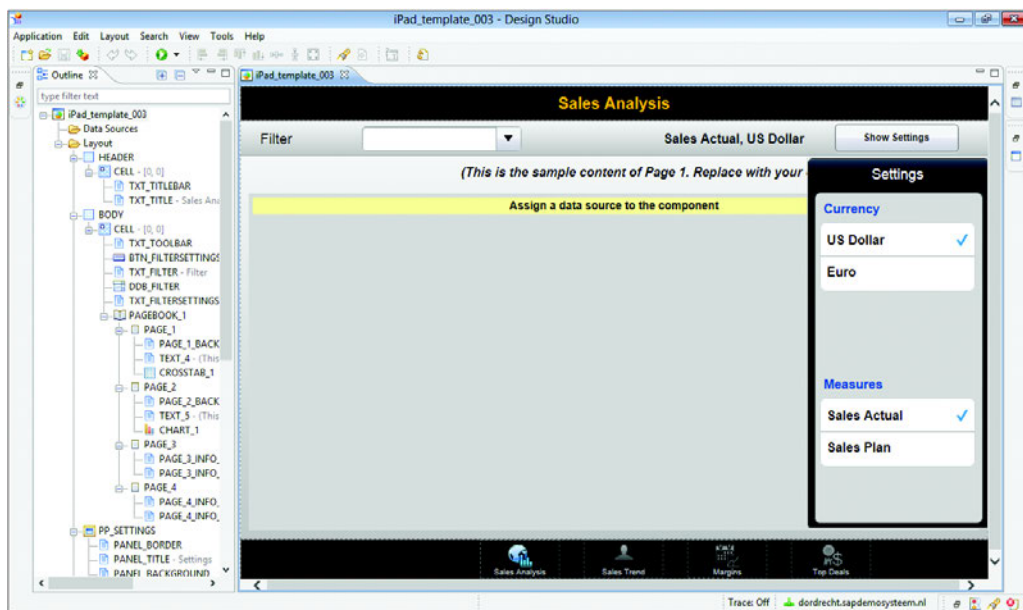 iPad_template_003 - Design Studio
Application Edit Layout Search View Tools Help
Outline
iPad_template_003
type filter text
iPad_template_003
Data Sources
Layout
HEADER
CELL - [0, 0]
TXT_TITLEBAR
TXT_TITLE - Sales Ana
BODY
CELL - [0, 0]
TXT_TOOLBAR
BTN_FILTERSETTINGS
TXT_FILTER - Filter
DDB_FILTER
TXT_FILTERSETTINGS
PAGEBOOK_1
PAGE_1
PAGE_1_BACK
TEXT_4 - (This
CROSSTAB_1
PAGE_2
PAGE_2_BACK
TEXT_5 - (This
CHART_1
PAGE_3
PAGE_3_INFO_
PAGE_3_INFO_
PAGE_4
PAGE_4_INFO_
PAGE_4_INFO_
PP_SETTINGS
PANEL_BORDER
PANEL_TITLE - Settings
PANEL_BACKGROUND
Sales Analysis
Filter
Sales Actual, US Dollar
Show Settings
(This is the sample content of Page 1. Replace with your
Assign a data source to the component
Settings
Currency
US Dollar
Euro
Measures
Sales Actual
Sales Plan
Sales Analysis
Sales Trend
Margins
Top Deals
Trace: Off
dordrecht.sapdemosysteem.nl